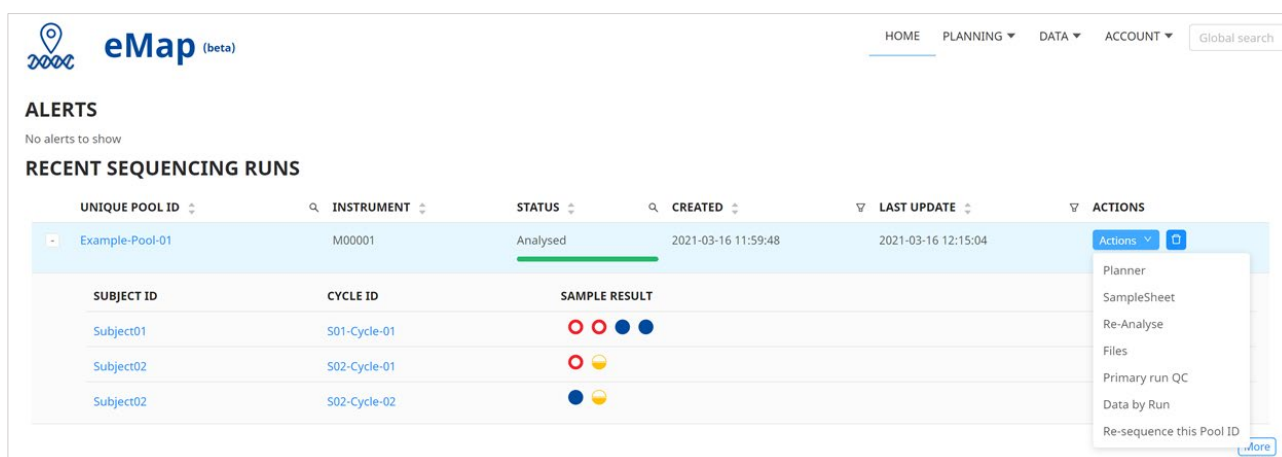 eMap (beta)
HOME PLANNING DATA ACCOUNT Global search
ALERTS
No alerts to show
RECENT SEQUENCING RUNS
UNIQUE POOL ID INSTRUMENT STATUS CREATED LAST UPDATE ACTIONS
Example-Pool-01 M00001 Analysed 2021-03-16 11:59:48 2021-03-16 12:15:04 Actions
Planner
SUBJECT ID CYCLE ID SAMPLE RESULT
SampleSheet
Subject01 S01-Cycle-01
Re-Analyse
Files
Subject02 S02-Cycle-01
Primary run QC
Subject02 S02-Cycle-02
Data by Run
Re-sequence this Pool ID
More